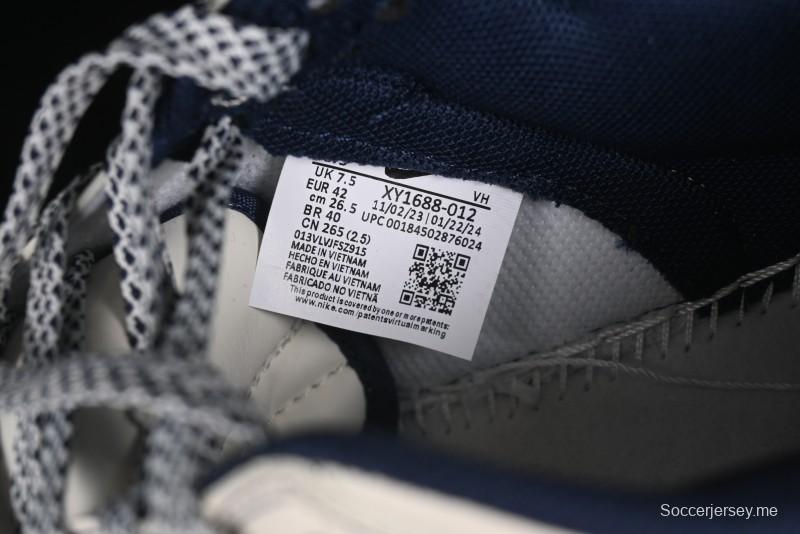 UK 7.5
EUR 42
cm 26.5
BR 40
CN 265 (2.5)
XY1688-012
VH
11/02/23 | 01/22/24
UPC 00184502876024
013VLVJFSZ915
MADE IN VIETNAM
HECHO EN VIETNAM
FABRIQUE AU VIETNAM
FABRICADO NO VIETNÃ
This product is covered by one or more patents:
www.nike.com/patentsvirtualmarking
Soccerjersey.me